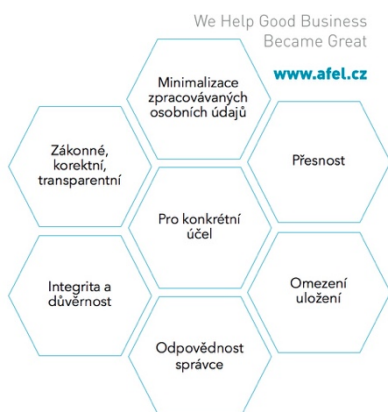 We Help Good Business
Became Great
www.afel.cz
Minimalizace
zpracovávaných
osobních údajů
Zákonné,
korektní,
transparentní
Přesnost
Pro konkrétní
účel
Integrita a
důvěrnost
Omezení
uložení
Odpovědnost
správce